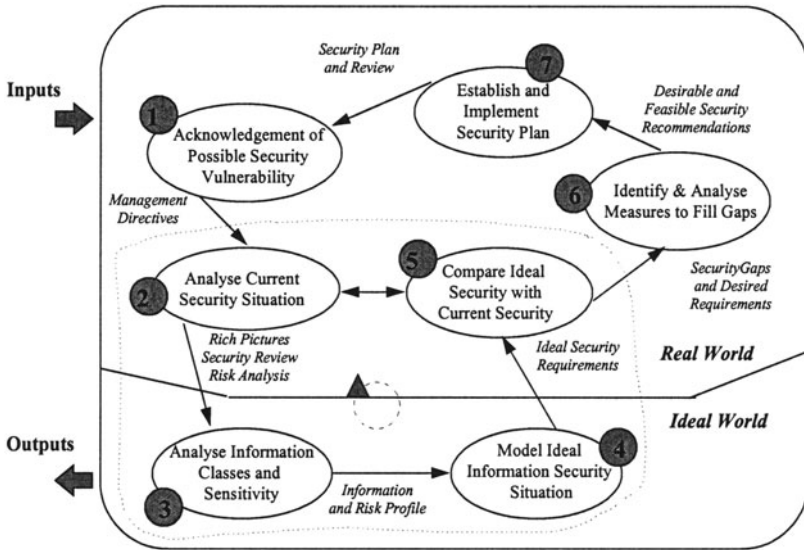 Inputs
Security Plan
and Review
7
Establish and
Implement
Security Plan
Desirable and
Feasible Security
Recommendations
1
Acknowledgement of
Possible Security
Vulnerability
6
Identify & Analyse
Measures to Fill Gaps
Management
Directives
2
Analyse Current
Security Situation
5
Compare Ideal
Security with
Current Security
SecurityGaps
and Desired
Requirements
Rich Pictures
Security Review
Risk Analysis
Ideal Security
Requirements
Real World
Ideal World
Outputs
Analyse Information
Classes and
Sensitivity
3
Information
and Risk Profile
Model Ideal
Information Security
Situation
4